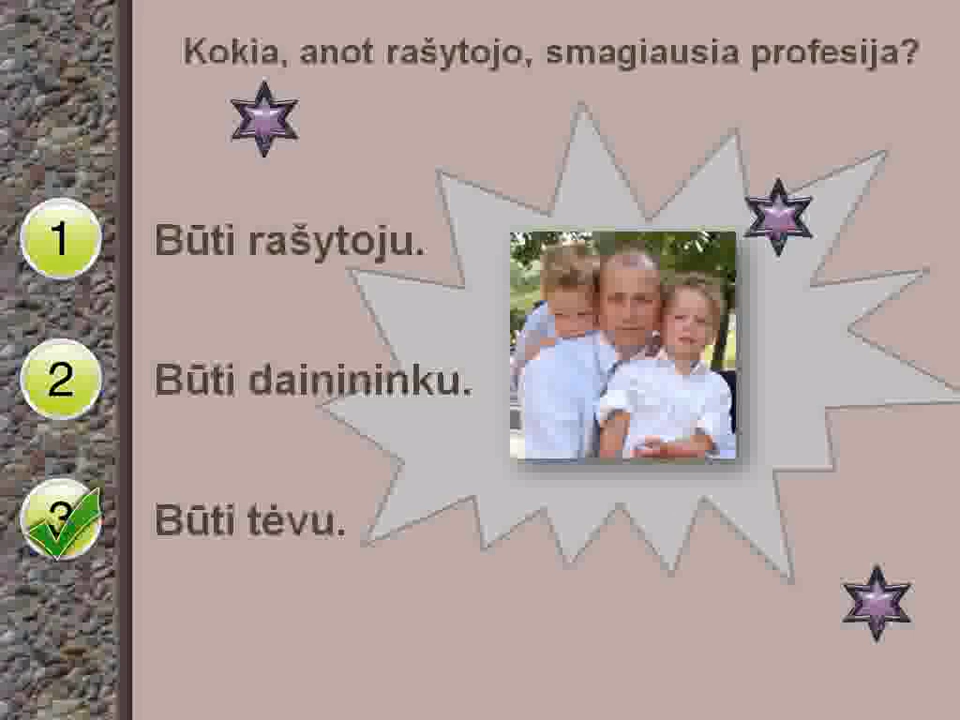 Kokia, anot rašytojo, smagiausia profesija?
1 Būti rašytoju.
2 Būti dainininku.
3 Būti tėvu.